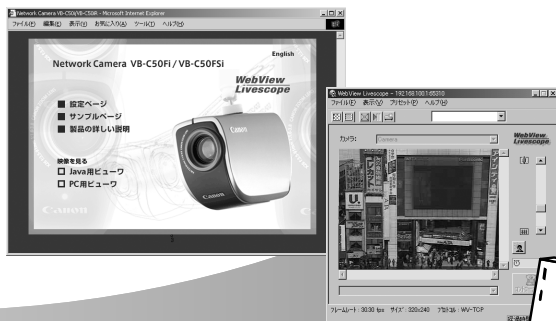 Network Camera VB-C50i/VB-C50iR - Microsoft Internet Explorer
ファイル(F) 編集(E) 表示(V) お気に入り(A) ツール(T) ヘルプ(H)
English
Network Camera VB-C50Fi / VB-C50FSi
WebView
Livescope
■ 設定ページ
■ サンプルページ
■ 製品の詳しい説明
映像を見る
□ Java用ビューワ
□ PC用ビューワ
Canon
CANON
WebView Livescope - 192.168.100.1:65310
ファイル(F) 表示(V) プリセット(P) ヘルプ(H)
カメラ: Camera
WebView
Livescope
U.
フレームレート: 30.30 fps サイズ: 320x240 プロトコル: WV-TCP